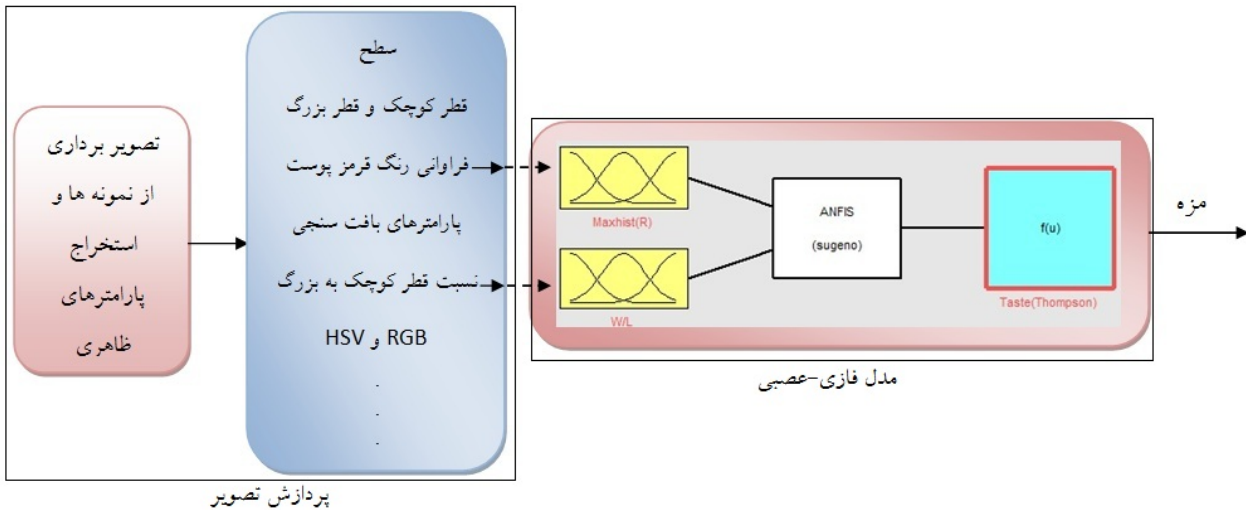 تصویر برداری
از نمونه ها و
استخراج
پارامترهای
ظاهری
سطح
قطر کوچک و قطر بزرگ
فراوانی رنگ قرمز پوست
پارامترهای بافت سنجی
نسبت قطر کوچک به بزرگ
RGB و HSV
.
.
.
پردازش تصویر
Maxhist(R)
W/L
ANFIS
(sugeno)
f(u)
Taste(Thompson)
مدل فازی-عصبی
مزه